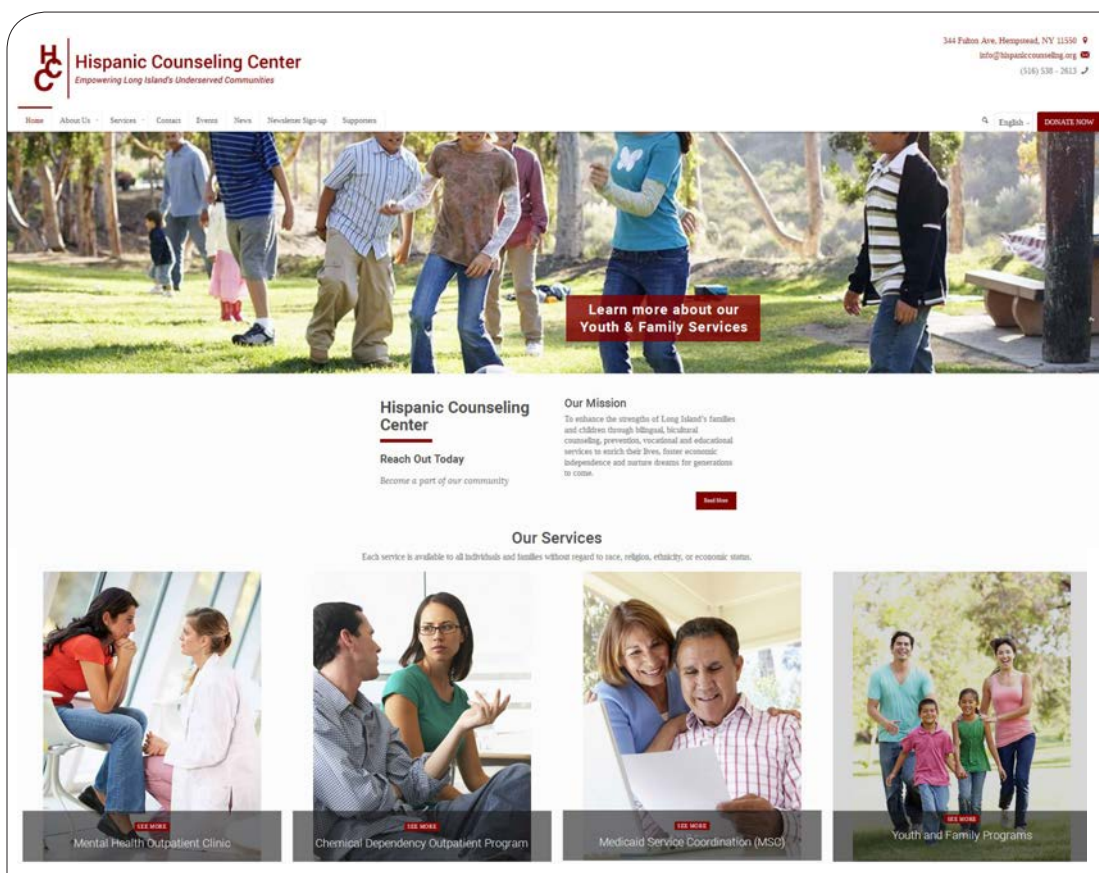 HCC
Hispanic Counseling Center
Empowering Long Island's Underserved Communities
344 Fulton Ave, Hempstead, NY 11550
info@hispaniccounseling.org
(516) 538 - 2613
Home About Us Services Contact Events News Newsletter Sign-up Supporters
English DONATE NOW
Learn more about our
Youth & Family Services
Hispanic Counseling
Center
Reach Out Today
Become a part of our community
Our Mission
To enhance the strengths of Long Island's families
and children through bilingual, bicultural
counseling, prevention, vocational and educational
services to enrich their lives, foster economic
independence and nurture dreams for generations
to come.
Read More
Our Services
Each service is available to all individuals and families without regard to race, religion, ethnicity, or economic status.
SEE MORE
Mental Health Outpatient Clinic
SEE MORE
Chemical Dependency Outpatient Program
SEE MORE
Medicaid Service Coordination (MSC)
SEE MORE
Youth and Family Programs